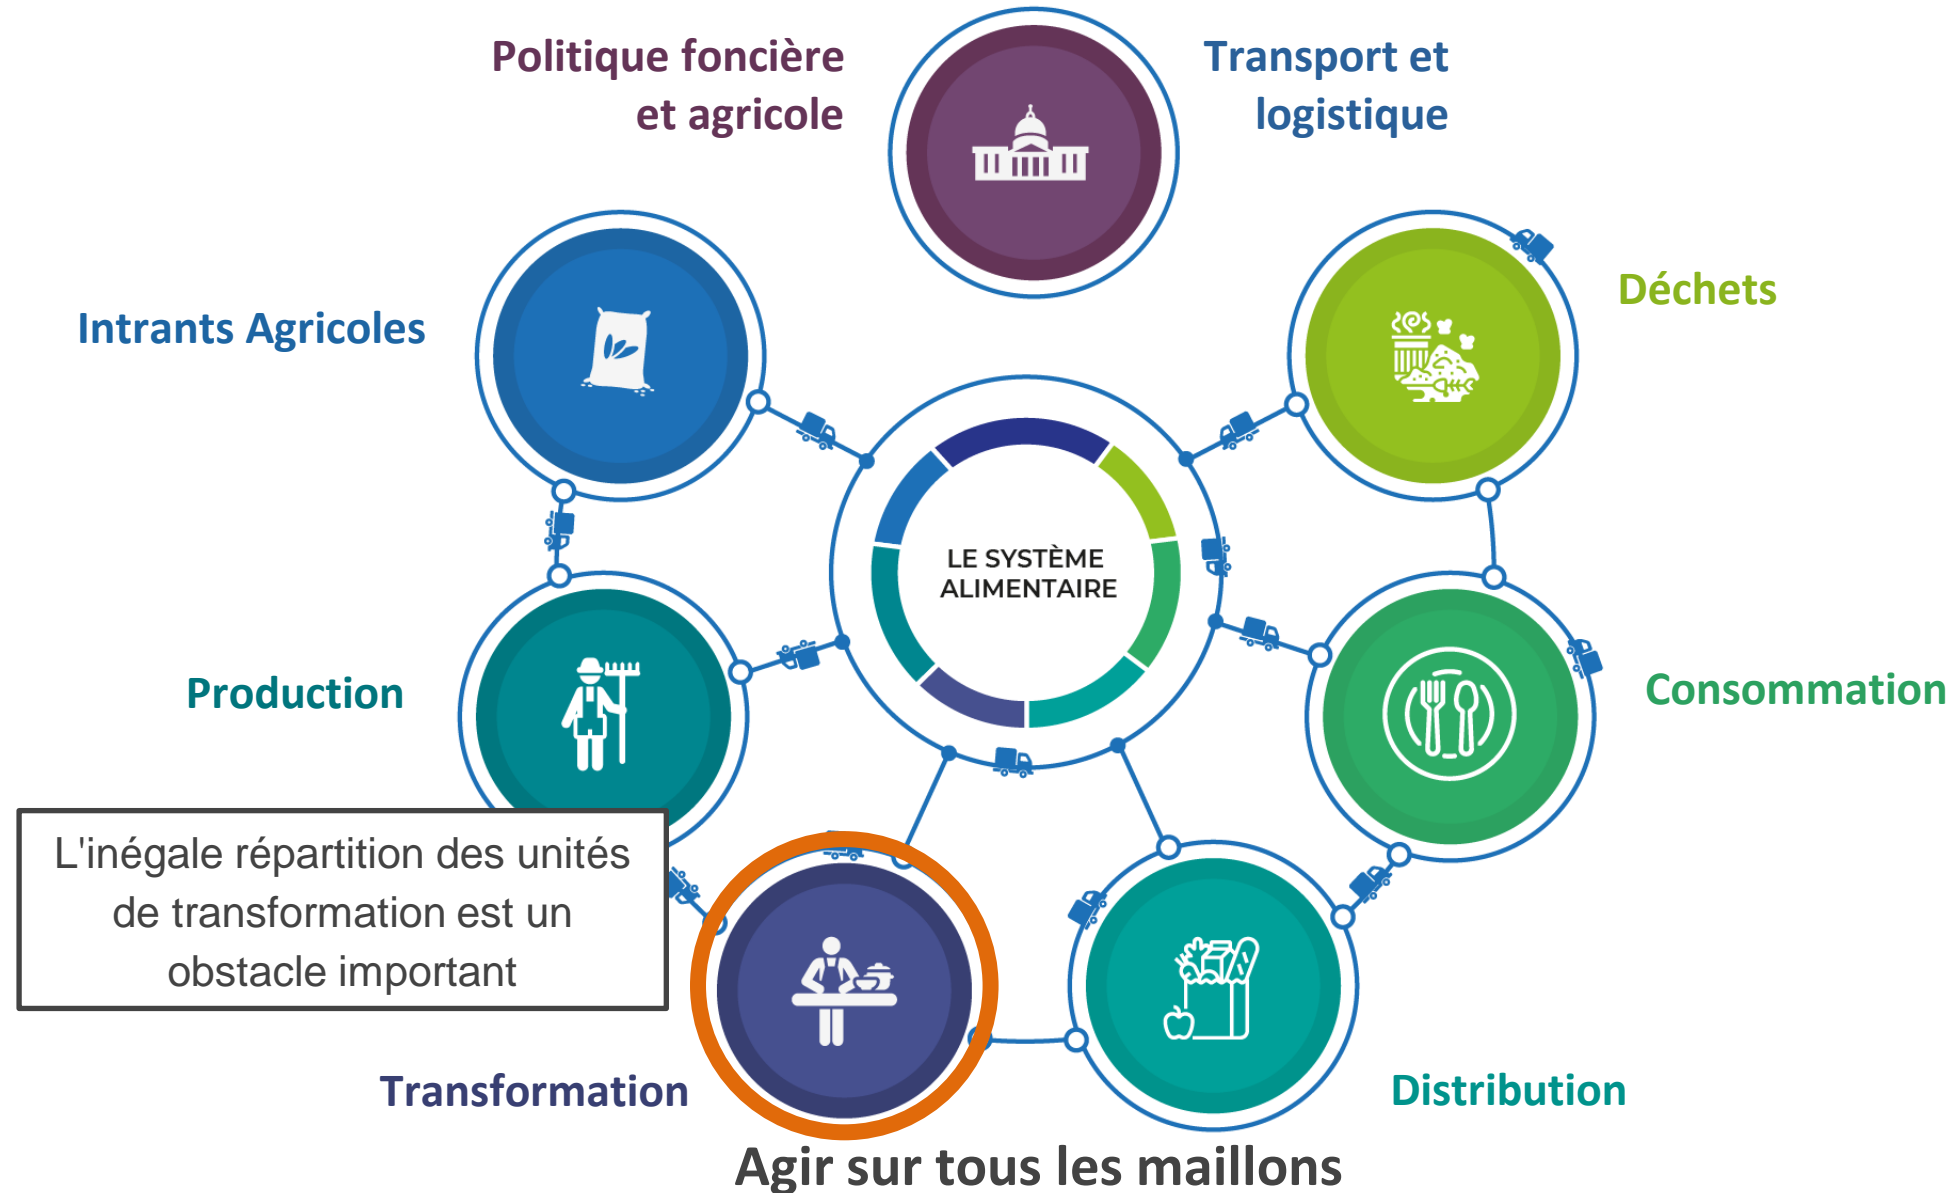 Politique foncière
et agricole
Transport et
logistique
Déchets
Intrants Agricoles
LE SYSTÈME
ALIMENTAIRE
Production
Consommation
L'inégale répartition des unités
de transformation est un
obstacle important
Transformation
Distribution
Agir sur tous les maillons